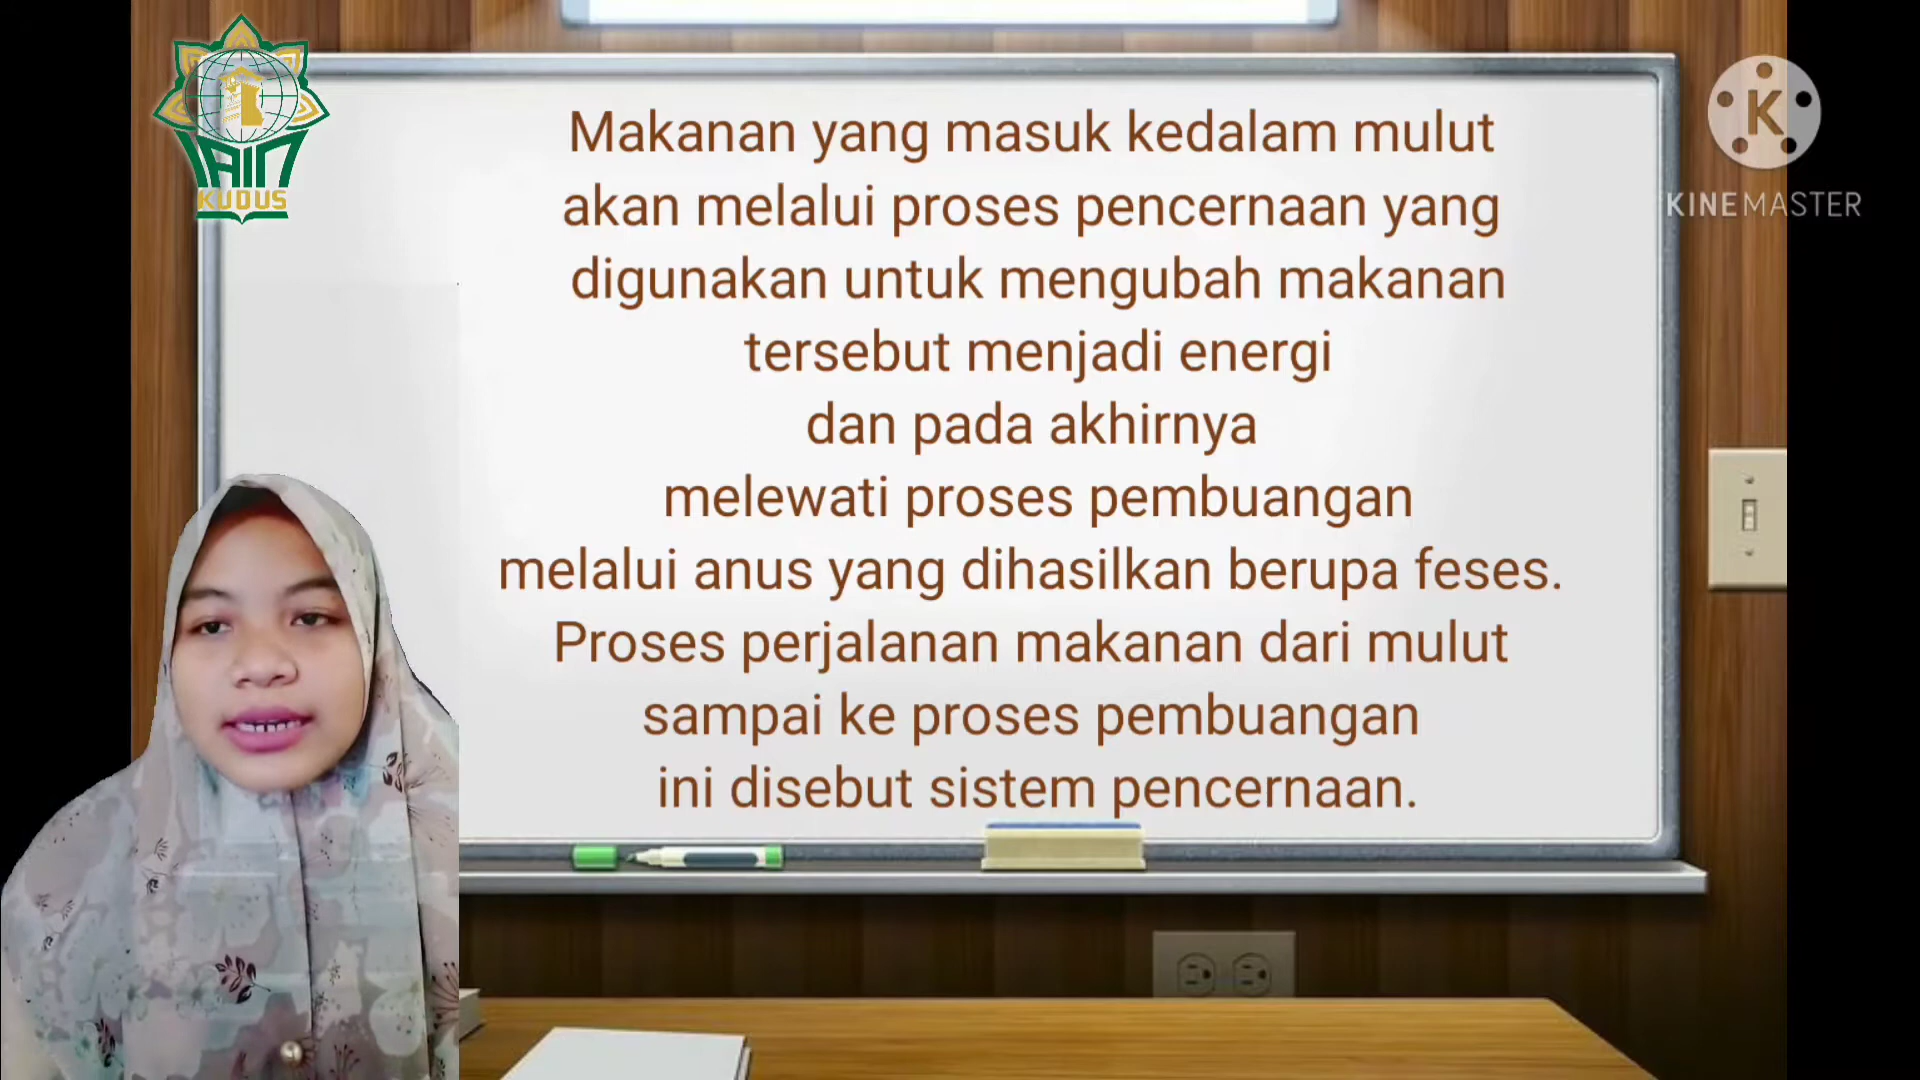 IAIN
KUDUS
Makanan yang masuk kedalam mulut
akan melalui proses pencernaan yang
digunakan untuk mengubah makanan
tersebut menjadi energi
dan pada akhirnya
melewati proses pembuangan
melalui anus yang dihasilkan berupa feses.
Proses perjalanan makanan dari mulut
sampai ke proses pembuangan
ini disebut sistem pencernaan.
K
KINEMASTER